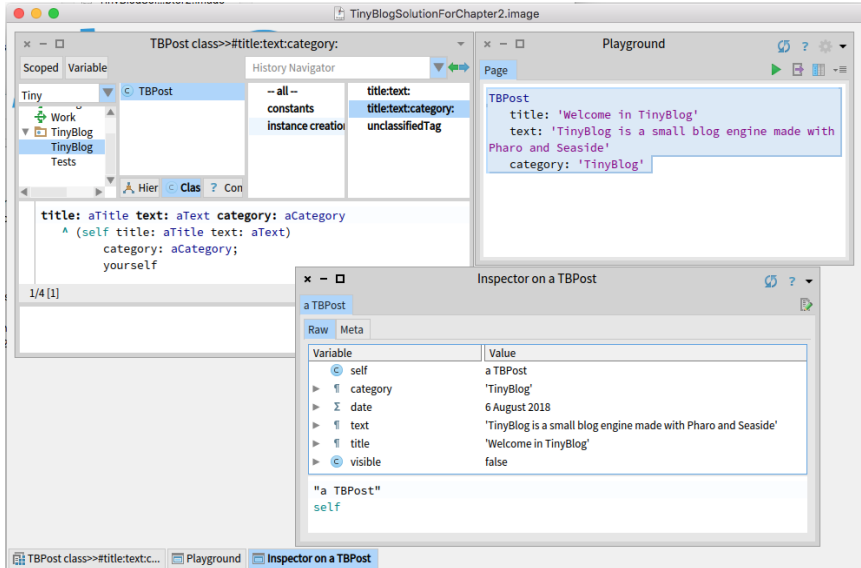 TinyBlogSolutionForChapter2.image
TBPost class>>#title:text:category:
Scoped Variable
History Navigator
Tiny
Work
TinyBlog
TinyBlog
Tests
TBPost
Hier
Clas
? Con
-- all --
constants
instance creation
title:text:
title:text:category:
unclassifiedTag
title: aTitle text: aText category: aCategory
^ (self title: aTitle text: aText)
category: aCategory;
yourself
1/4 [1]
Playground
?
Page
TBPost
title: 'Welcome in TinyBlog'
text: 'TinyBlog is a small blog engine made with
Pharo and Seaside'
category: 'TinyBlog'
Inspector on a TBPost
?
a TBPost
Raw Meta
Variable Value
self a TBPost
category 'TinyBlog'
date 6 August 2018
text 'TinyBlog is a small blog engine made with Pharo and Seaside'
title 'Welcome in TinyBlog'
visible false
"a TBPost"
self
TBPost class>>#title:text:c...
Playground
Inspector on a TBPost